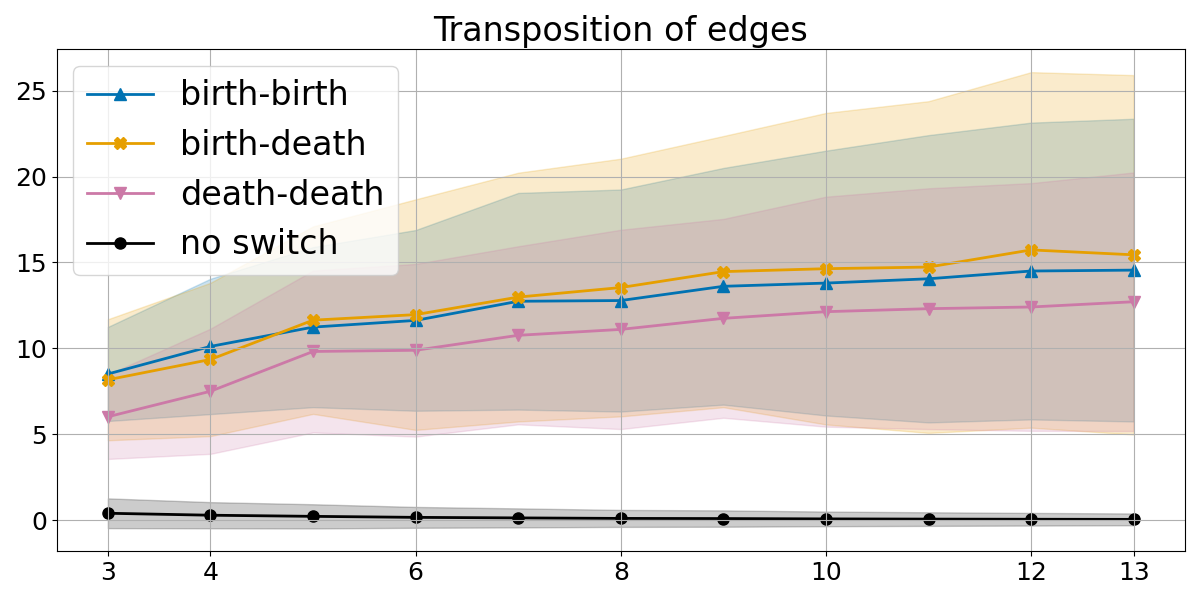 Transposition of edges
25
20
15
10
5
0
birth-birth
birth-death
death-death
no switch
3 4 6 8 10 12 13